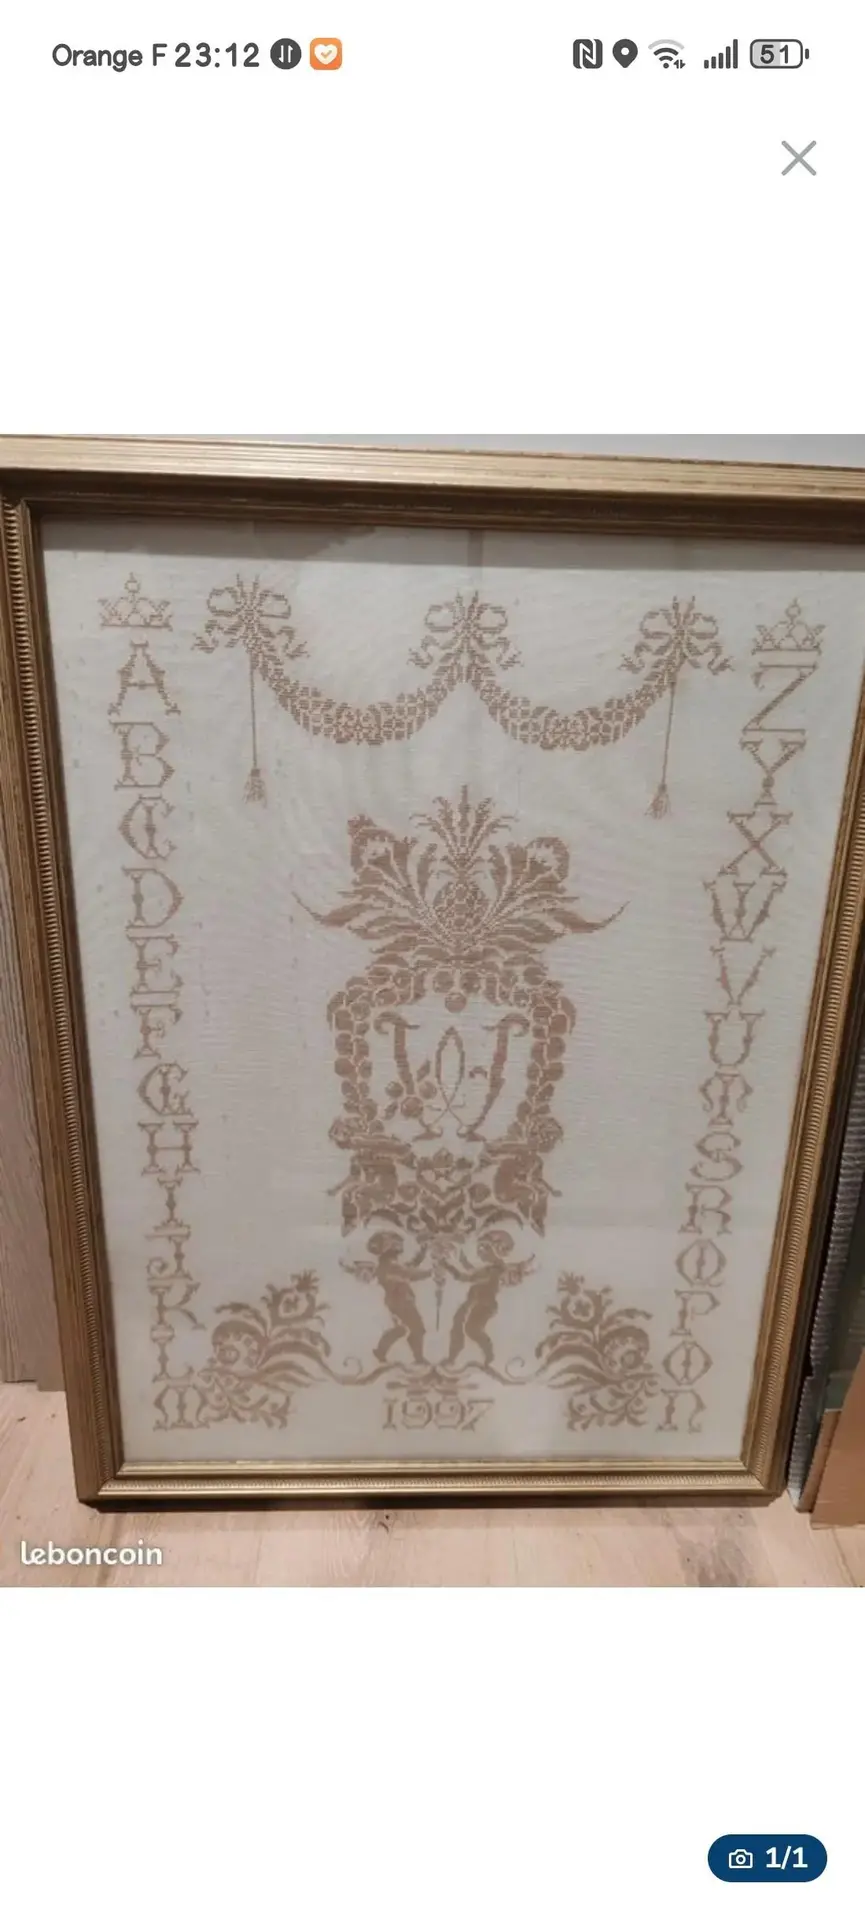 Orange F 23:12
51
A
B
C
D
E
F
G
H
I
J
K
L
M
Z
Y
X
W
V
U
T
S
R
Q
P
O
N
1997
leboncoin
1/1